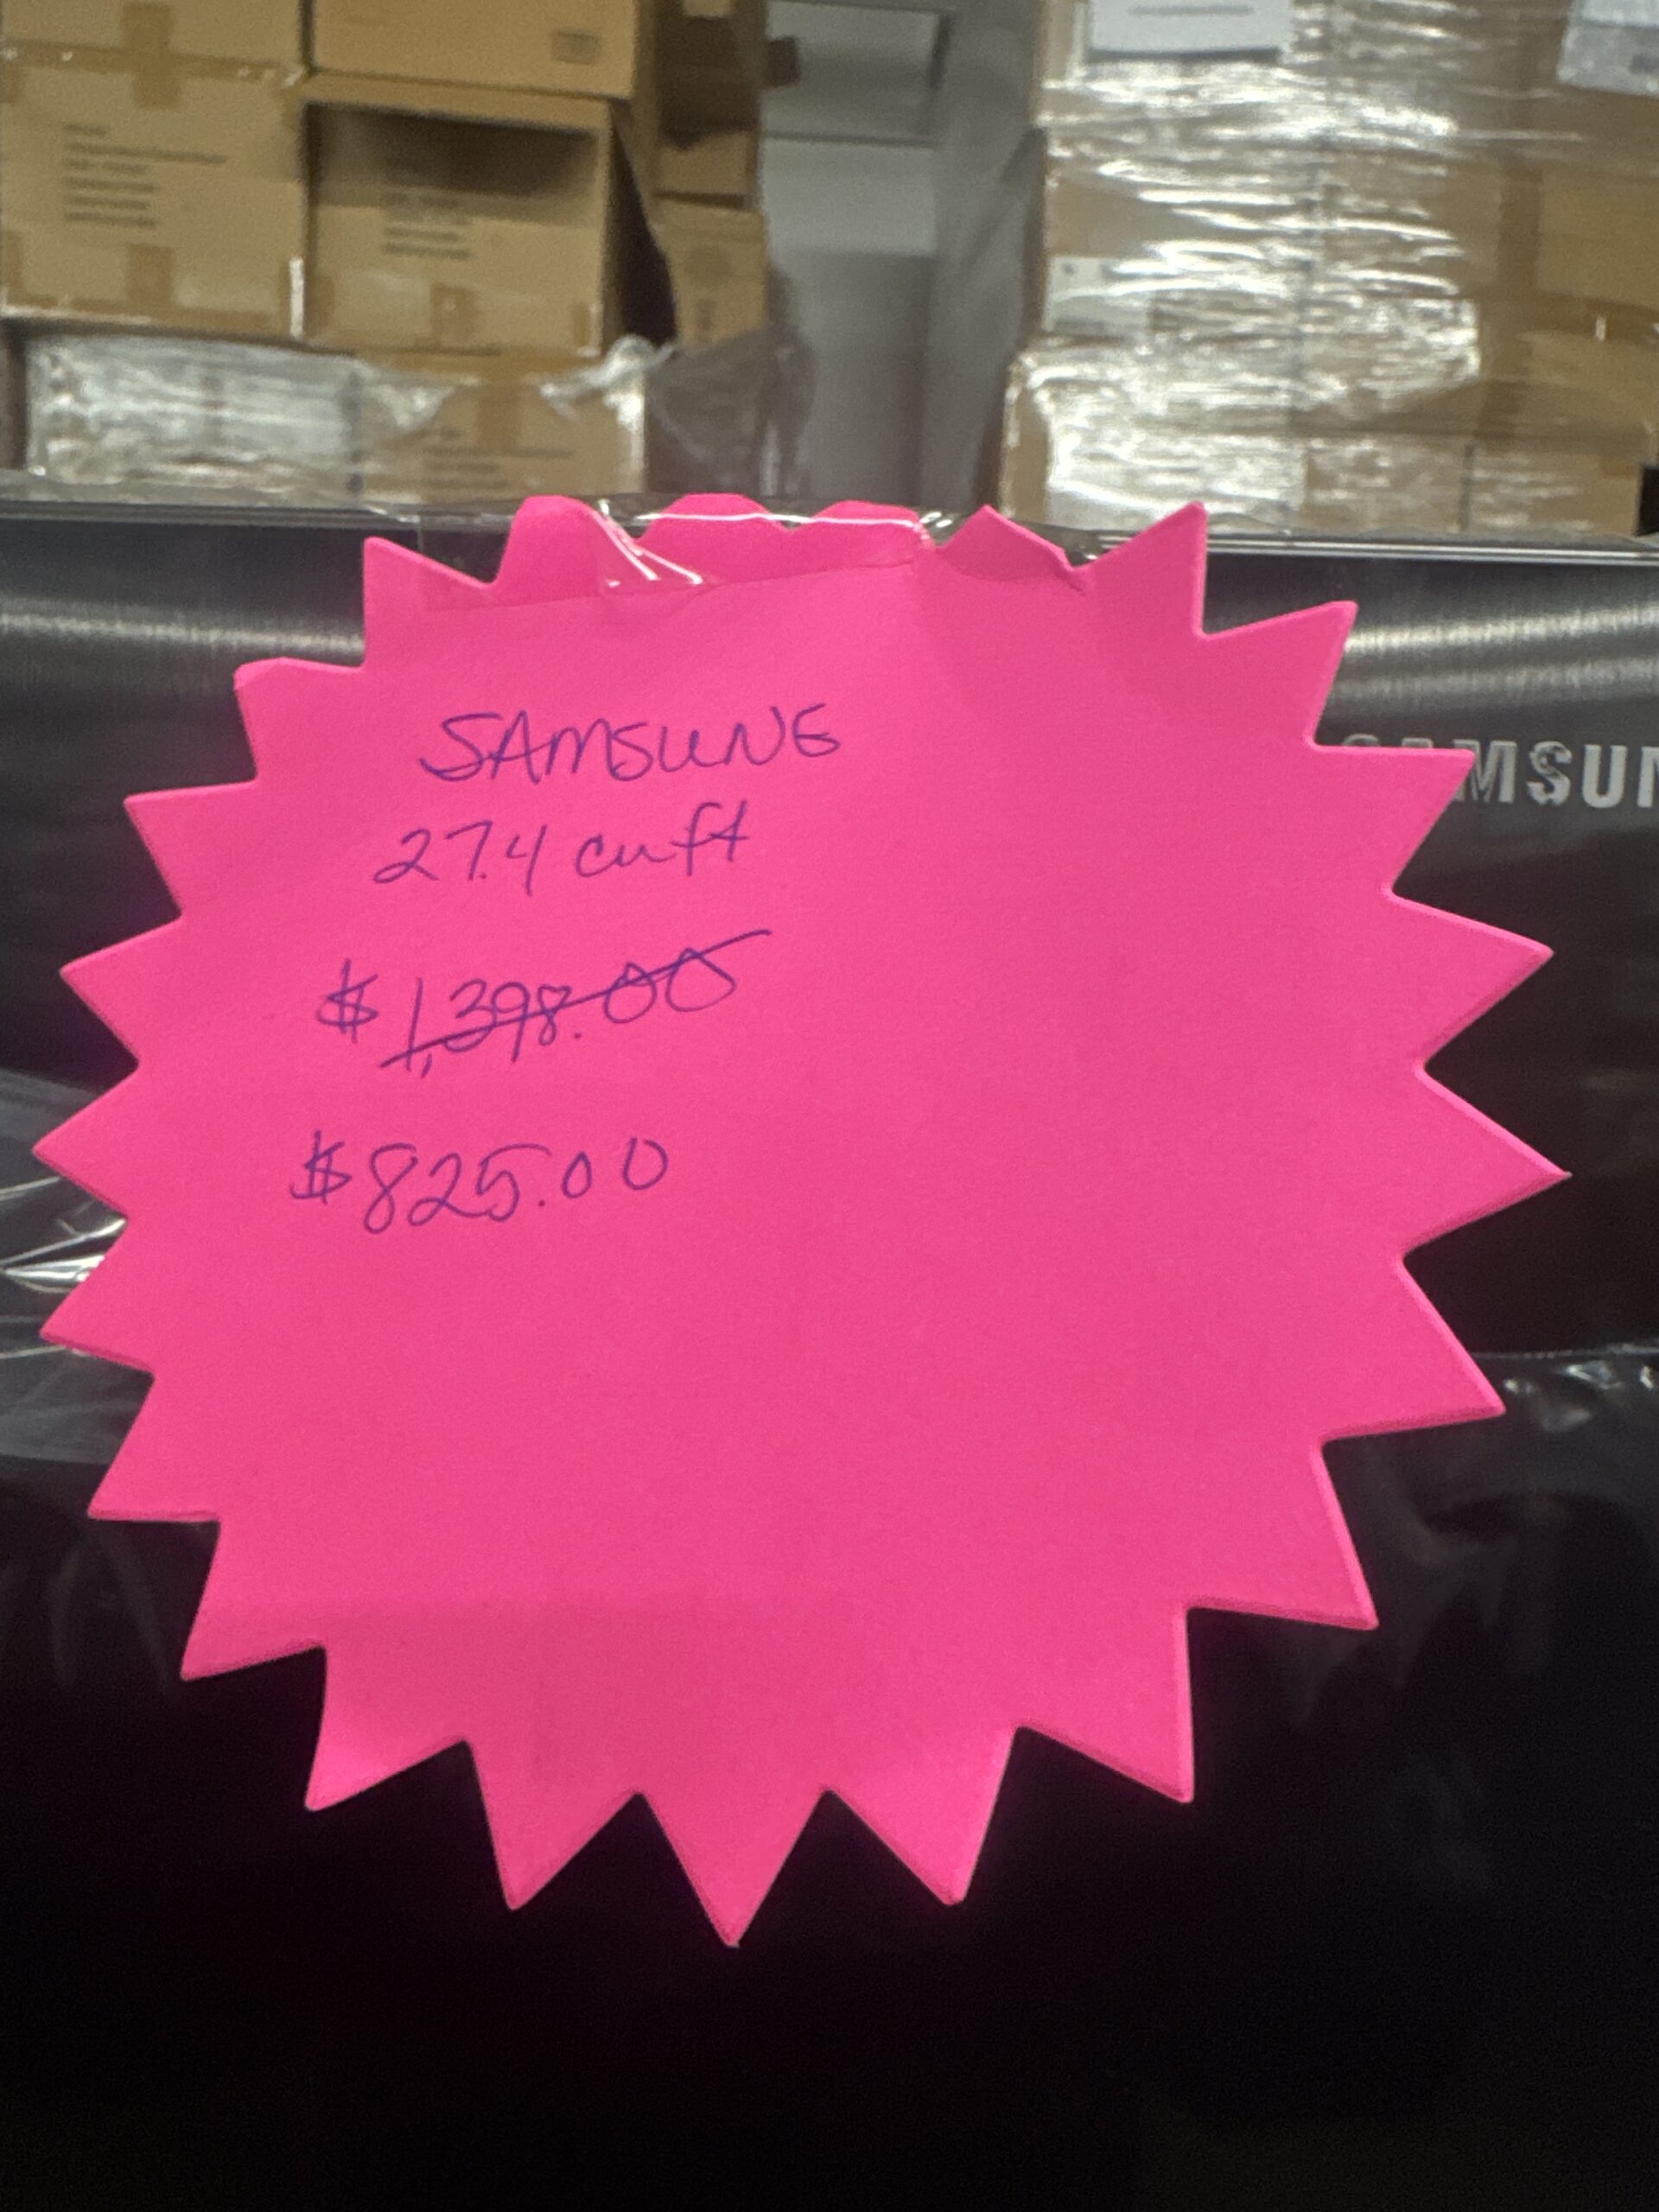 SAMSUNG
27.4 cuft
$1,398.00
$825.00
SAMSUN